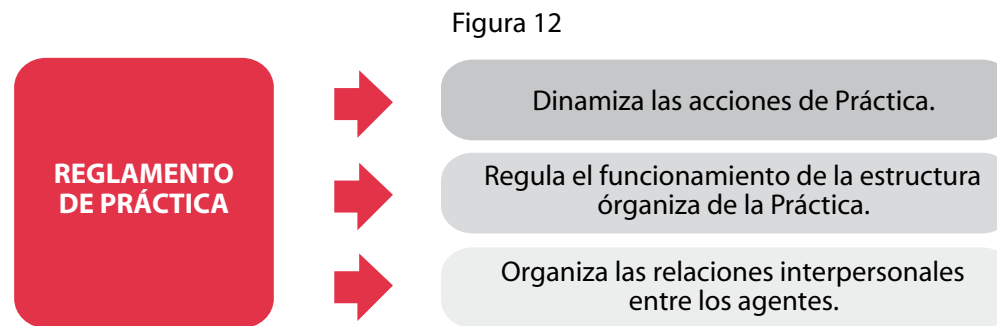 Figura 12
REGLAMENTO
DE PRÁCTICA
Dinamiza las acciones de Práctica.
Regula el funcionamiento de la estructura
órganiza de la Práctica.
Organiza las relaciones interpersonales
entre los agentes.